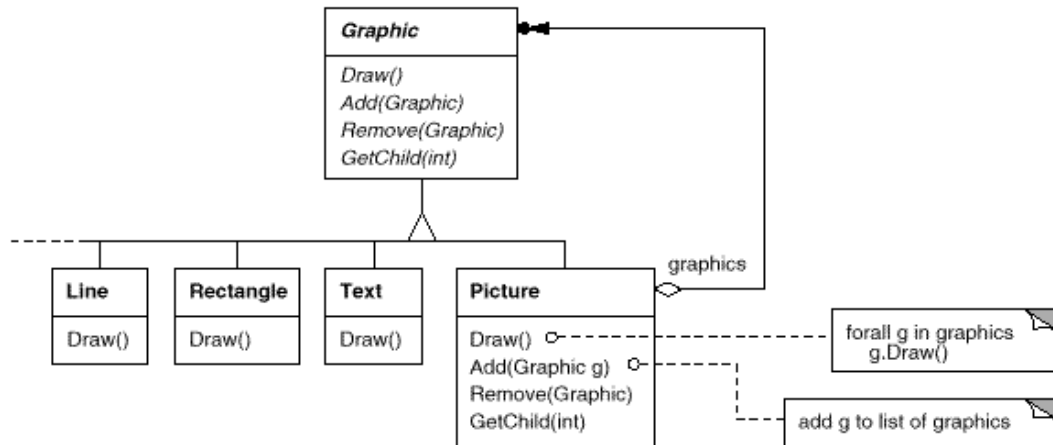 Graphic
Draw()
Add(Graphic)
Remove(Graphic)
GetChild(int)
graphics
Line
Draw()
Rectangle
Draw()
Text
Draw()
Picture
Draw()
Add(Graphic g)
Remove(Graphic)
GetChild(int)
forall g in graphics
g.Draw()
add g to list of graphics